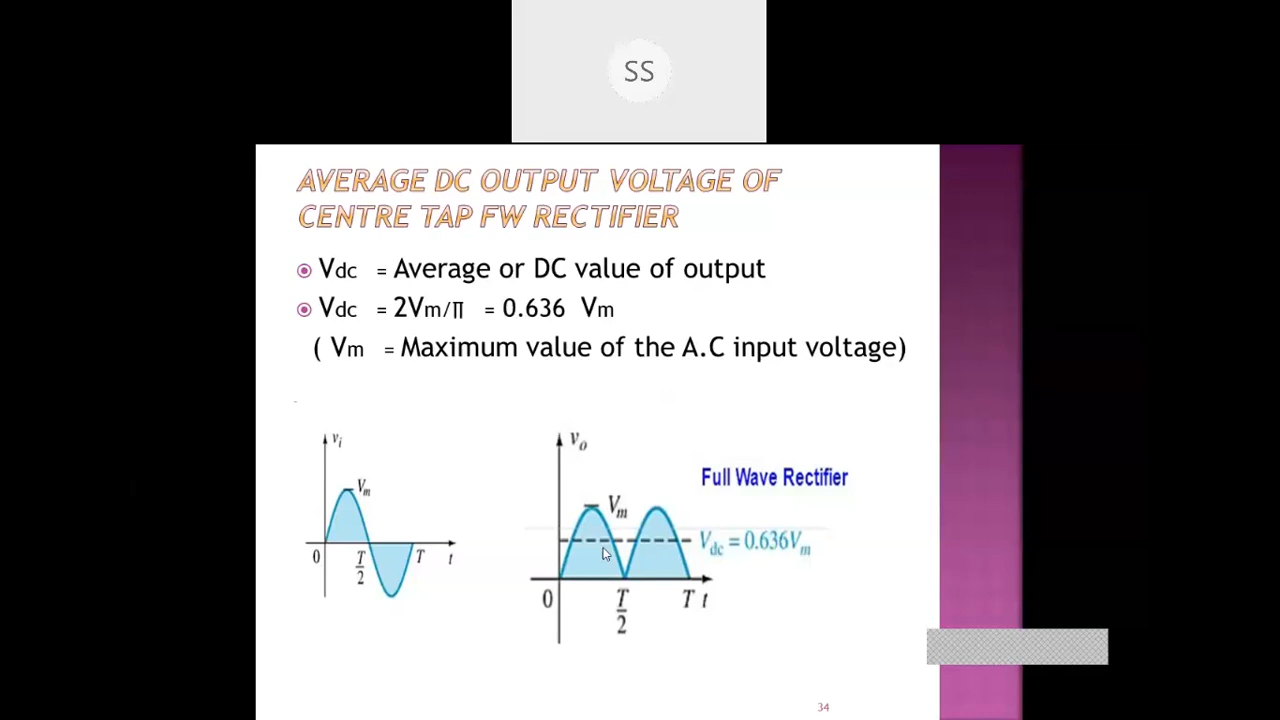 SS
AVERAGE DC OUTPUT VOLTAGE OF
CENTRE TAP FW RECTIFIER
Vdc = Average or DC value of output
Vdc = 2Vm/∏ = 0.636 Vm
( Vm = Maximum value of the A.C input voltage)
vi
Vm
0
T/2
T
t
vo
Vm
Full Wave Rectifier
Vdc = 0.636Vm
0
T/2
T
t
34